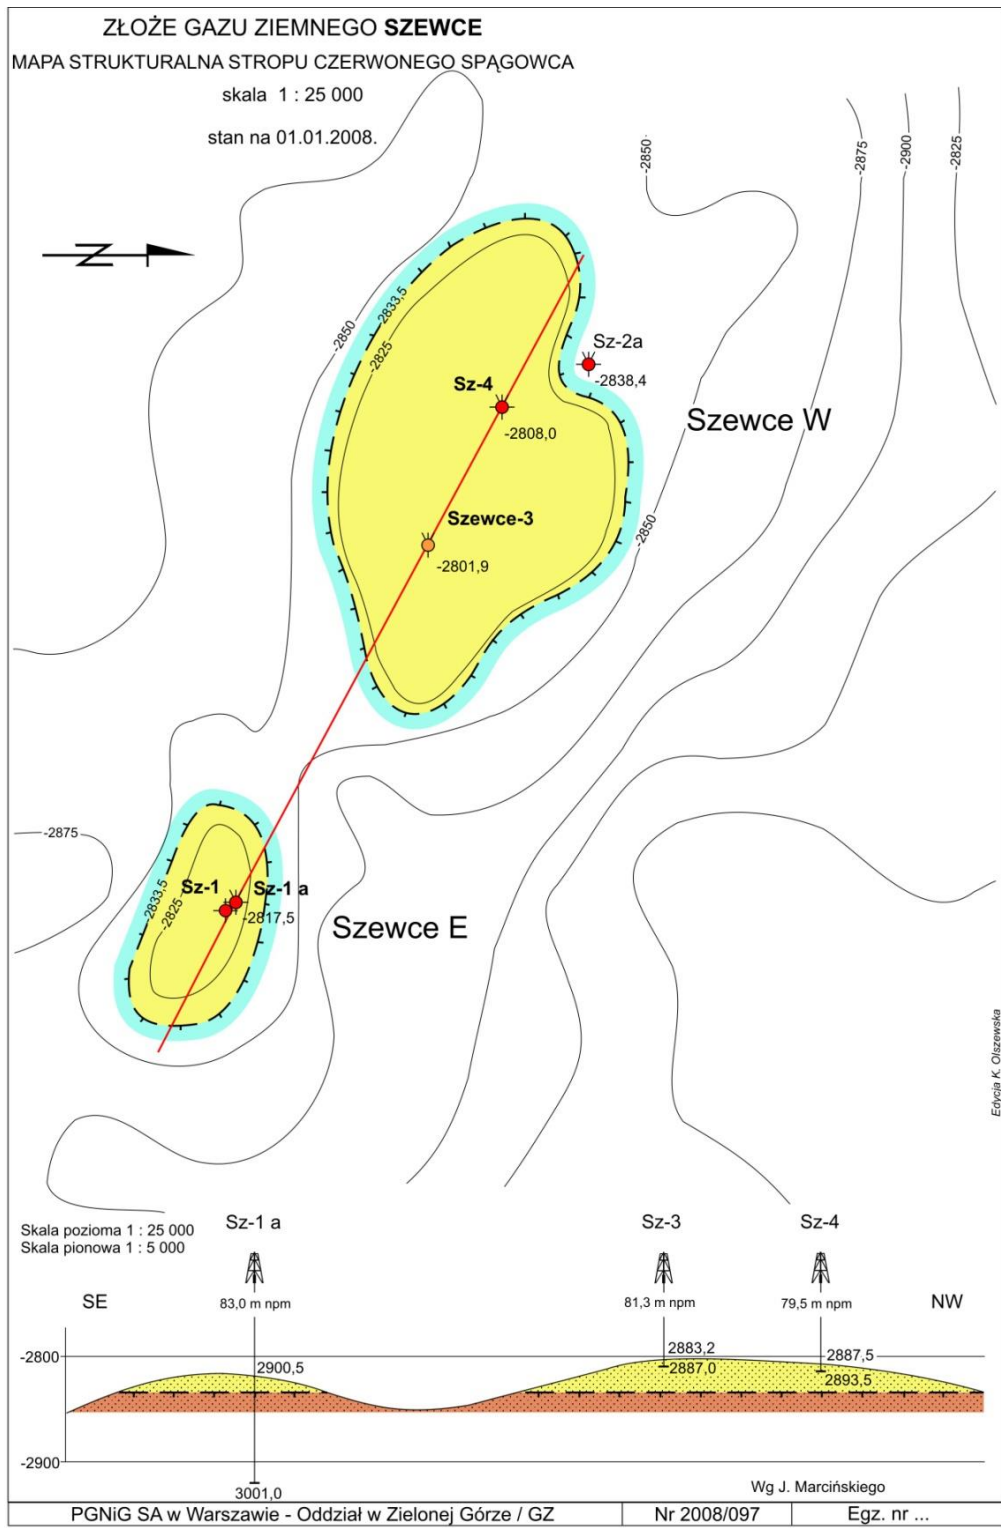 ZŁOŻE GAZU ZIEMNEGO SZEWCE
MAPA STRUKTURALNA STROPU CZERWONEGO SPĄGOWCA
skala 1 : 25 000
stan na 01.01.2008.
-2850
-2875
-2900
-2825
Z
-2833,5
-2850
-2825
Sz-2a
-2838,4
Sz-4
-2808,0
Szewce W
Szewce-3
-2801,9
-2850
-2875
-2833,5
-2825
Sz-1
Sz-1 a
-2817,5
Szewce E
Edycja K. Olszewska
Skala pozioma 1 : 25 000
Skala pionowa 1 : 5 000
Sz-1 a
Sz-3
Sz-4
SE
83,0 m npm
81,3 m npm
79,5 m npm
NW
-2800
2900,5
2883,2
2887,0
2887,5
2893,5
-2900
3001,0
Wg J. Marcińskiego
PGNiG SA w Warszawie - Oddział w Zielonej Górze / GZ
Nr 2008/097
Egz. nr ...